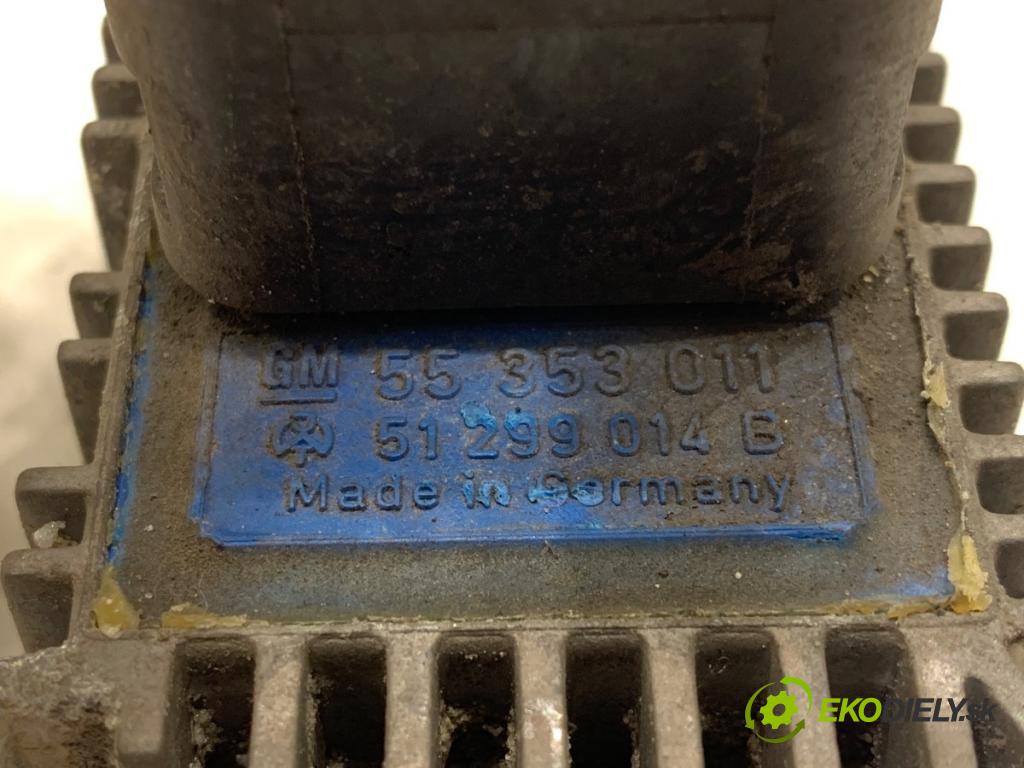 GM 55 353 011
51 299 014 B
Made in Germany
EKODIELY.sk